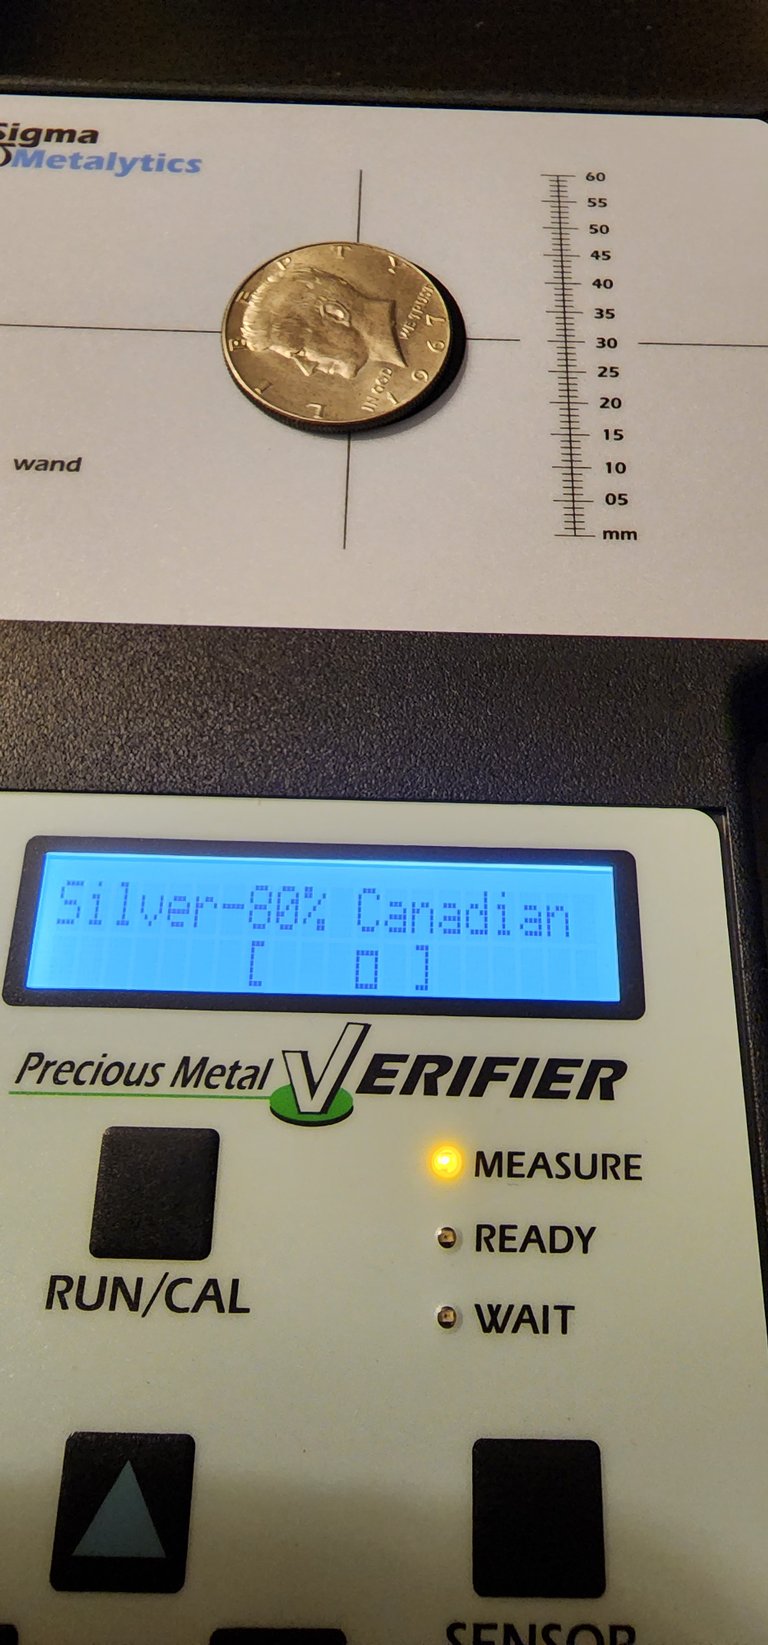 Sigma
Metalytics
60
55
50
45
40
35
30
25
20
15
10
05
mm
LIBERTY
IN GOD
WE TRUST
1967
wand
Silver-80% Canadian
[ ]
Precious Metal VERIFIER
MEASURE
READY
WAIT
RUN/CAL
SENSOR